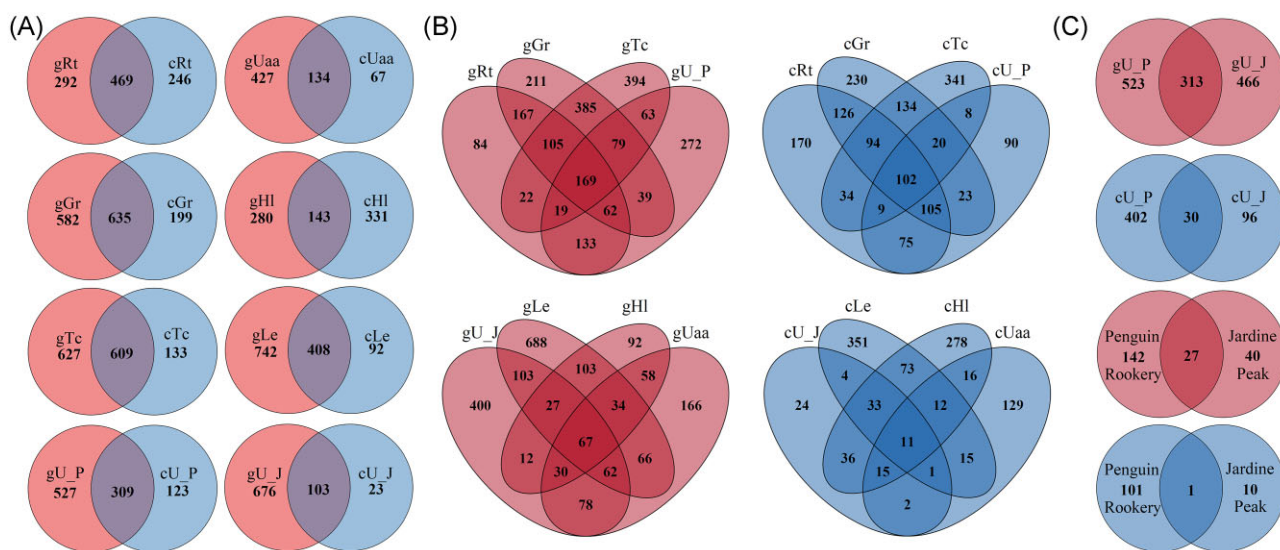 (A)
gRt 292 469 cRt 246
gUaa 427 134 cUaa 67
gGr 582 635 cGr 199
gHl 280 143 cHl 331
gTc 627 609 cTc 133
gLe 742 408 cLe 92
gU_P 527 309 cU_P 123
gU_J 676 103 cU_J 23
(B)
gGr gTc
gRt gU_P
211 394
167 385 63
84 105 79 272
169
22 39
19 62
133
cGr cTc
cRt cU_P
230 341
126 134 8
170 94 20 90
102
34 23
9 105
75
gLe gHl
gU_J gUaa
688 92
103 103 58
400 27 34 166
67
12 66
30 62
78
cLe cHl
cU_J cUaa
351 278
4 73 16
24 33 12 129
11
36 15
15 1
2
(C)
gU_P 523 313 gU_J 466
cU_P 402 30 cU_J 96
Penguin Jardine
142 27 40
Rookery Peak
Penguin Jardine
101 1 10
Rookery Peak